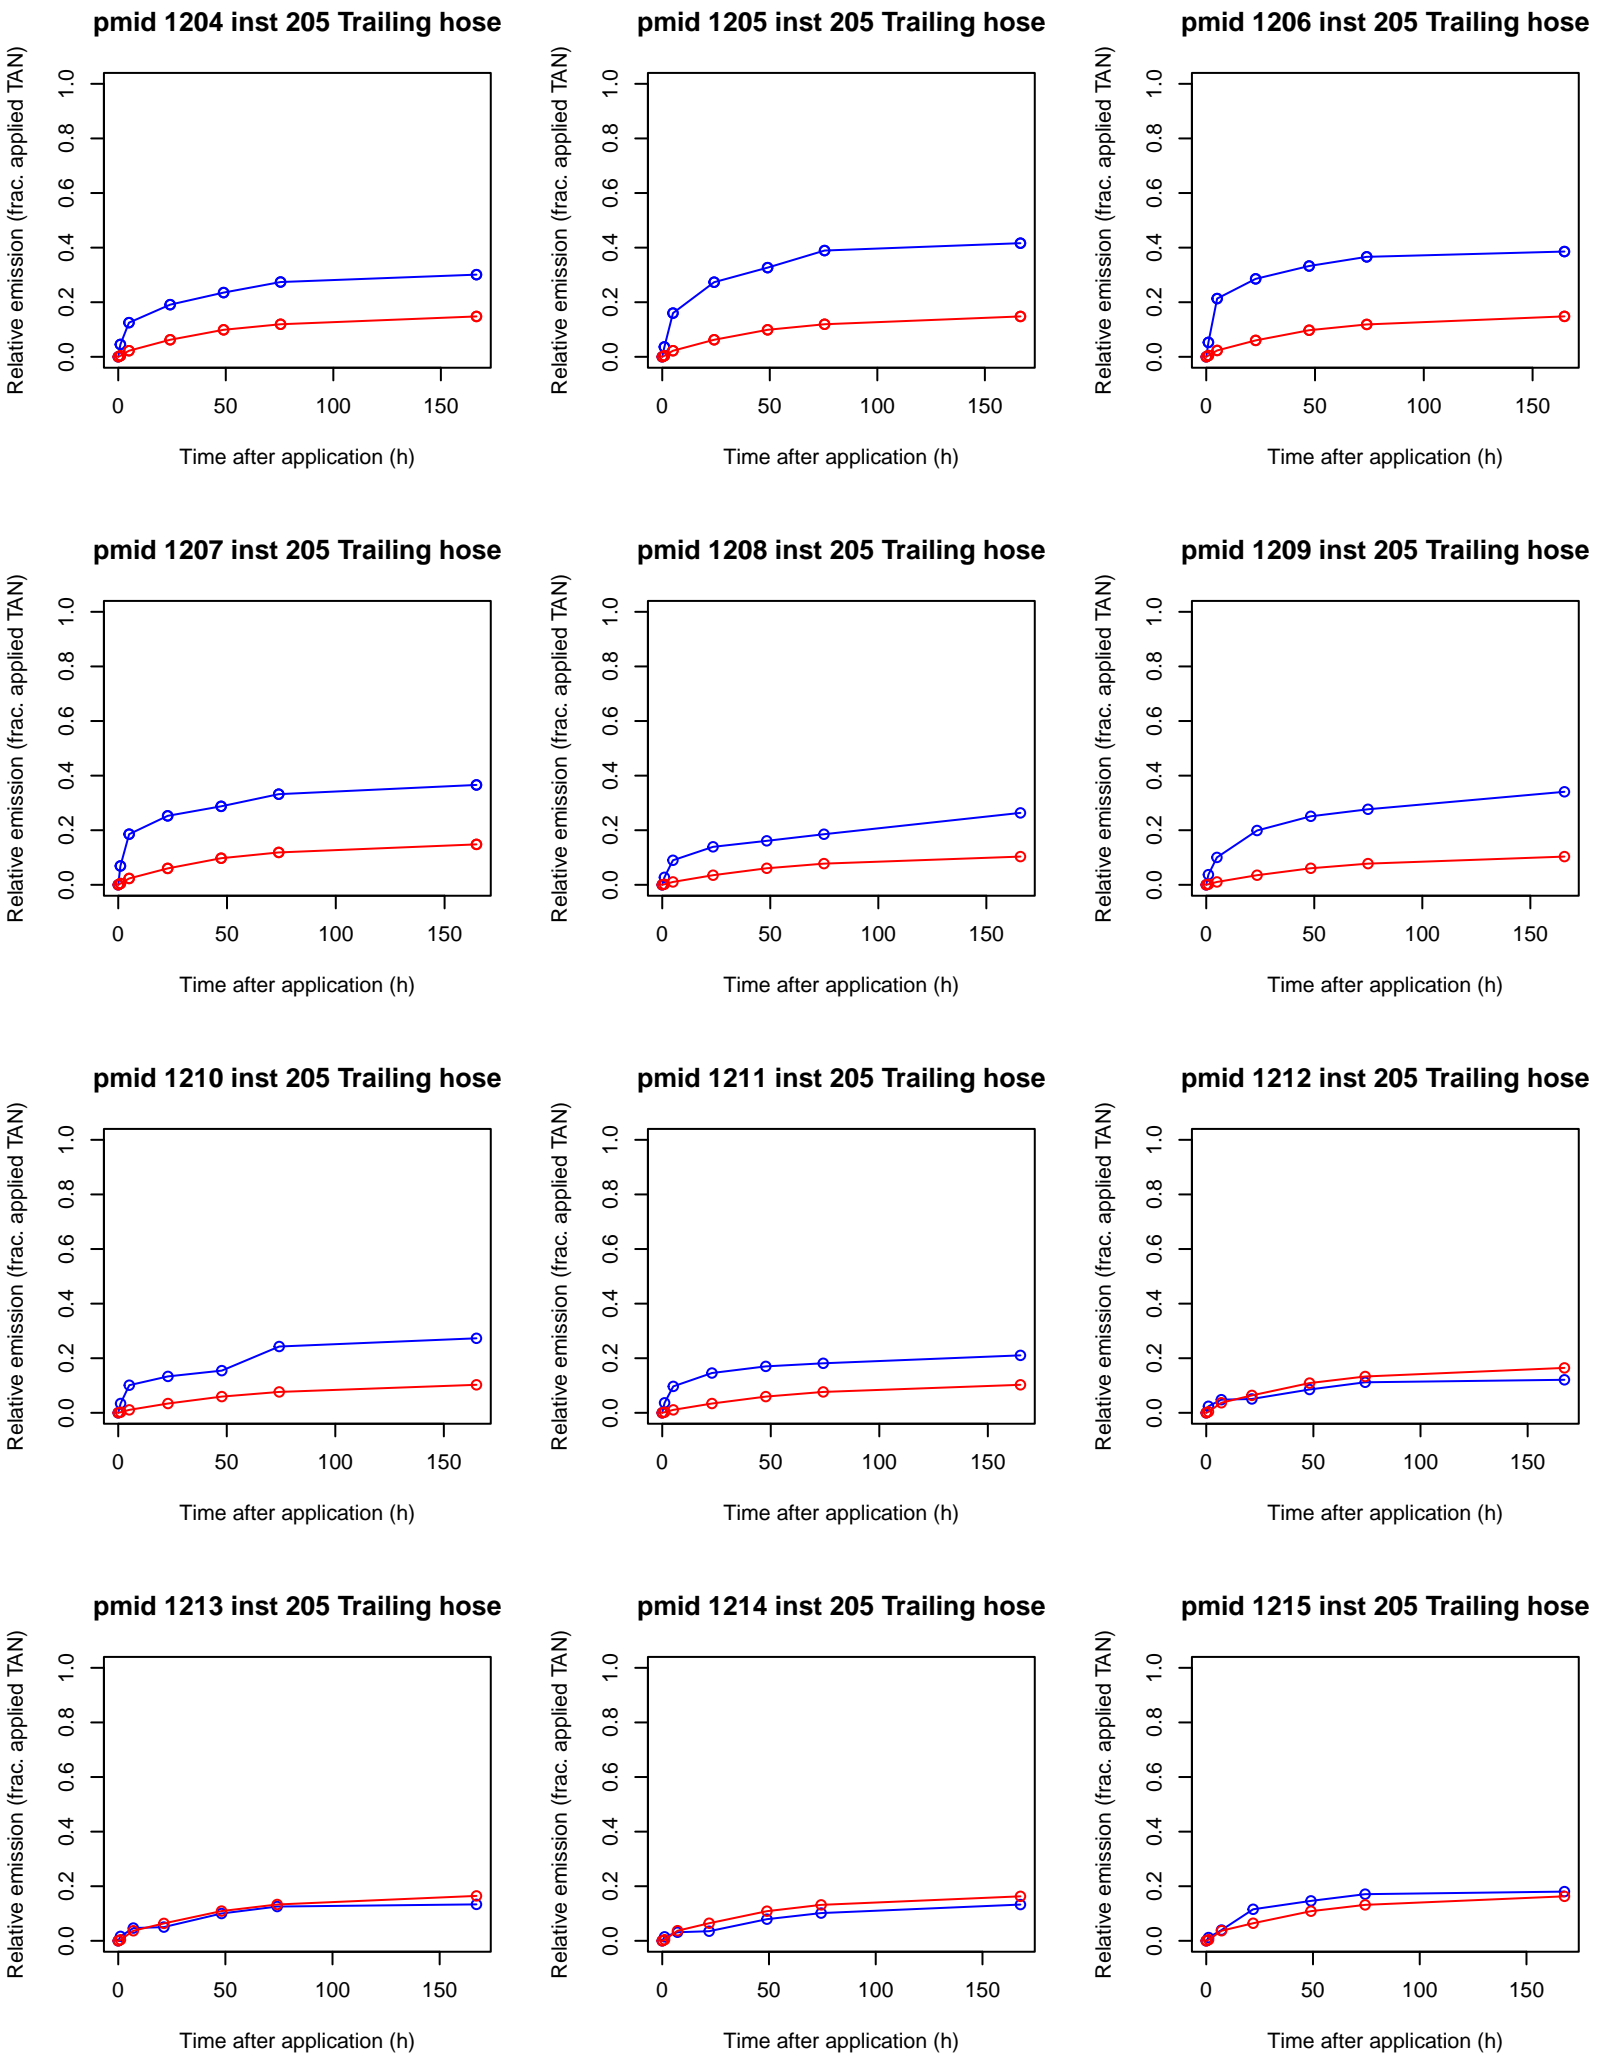 pmid 1204 inst 205 Trailing hose
Relative emission (frac. applied TAN)
0.0 0.2 0.4 0.6 0.8 1.0
0 50 100 150
Time after application (h)
pmid 1205 inst 205 Trailing hose
Relative emission (frac. applied TAN)
0.0 0.2 0.4 0.6 0.8 1.0
0 50 100 150
Time after application (h)
pmid 1206 inst 205 Trailing hose
Relative emission (frac. applied TAN)
0.0 0.2 0.4 0.6 0.8 1.0
0 50 100 150
Time after application (h)
pmid 1207 inst 205 Trailing hose
Relative emission (frac. applied TAN)
0.0 0.2 0.4 0.6 0.8 1.0
0 50 100 150
Time after application (h)
pmid 1208 inst 205 Trailing hose
Relative emission (frac. applied TAN)
0.0 0.2 0.4 0.6 0.8 1.0
0 50 100 150
Time after application (h)
pmid 1209 inst 205 Trailing hose
Relative emission (frac. applied TAN)
0.0 0.2 0.4 0.6 0.8 1.0
0 50 100 150
Time after application (h)
pmid 1210 inst 205 Trailing hose
Relative emission (frac. applied TAN)
0.0 0.2 0.4 0.6 0.8 1.0
0 50 100 150
Time after application (h)
pmid 1211 inst 205 Trailing hose
Relative emission (frac. applied TAN)
0.0 0.2 0.4 0.6 0.8 1.0
0 50 100 150
Time after application (h)
pmid 1212 inst 205 Trailing hose
Relative emission (frac. applied TAN)
0.0 0.2 0.4 0.6 0.8 1.0
0 50 100 150
Time after application (h)
pmid 1213 inst 205 Trailing hose
Relative emission (frac. applied TAN)
0.0 0.2 0.4 0.6 0.8 1.0
0 50 100 150
Time after application (h)
pmid 1214 inst 205 Trailing hose
Relative emission (frac. applied TAN)
0.0 0.2 0.4 0.6 0.8 1.0
0 50 100 150
Time after application (h)
pmid 1215 inst 205 Trailing hose
Relative emission (frac. applied TAN)
0.0 0.2 0.4 0.6 0.8 1.0
0 50 100 150
Time after application (h)